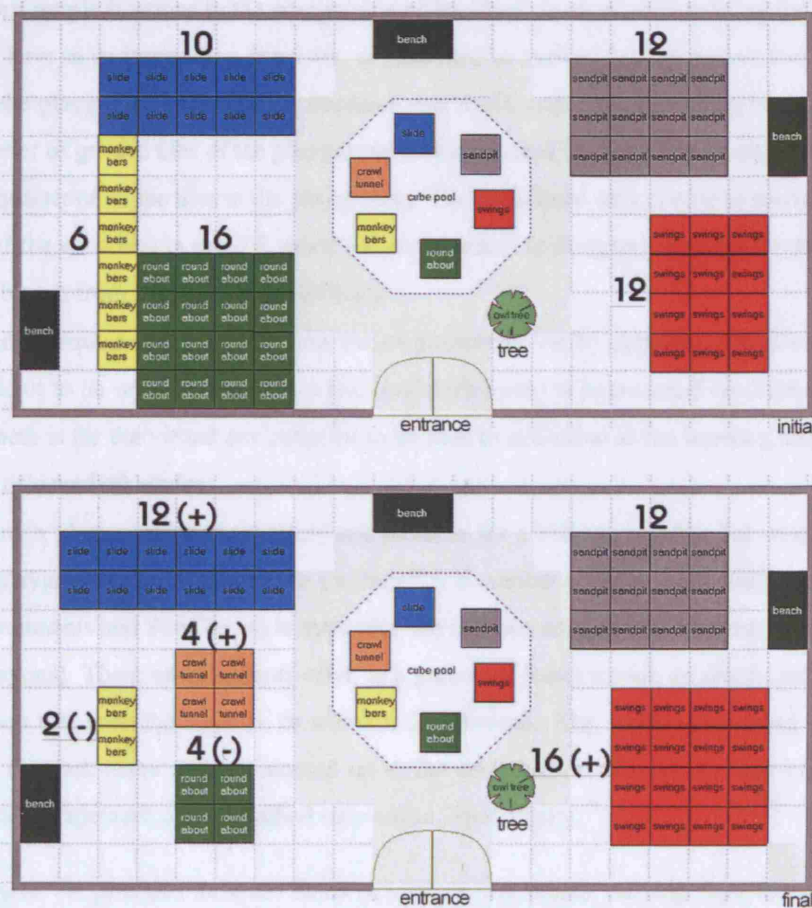 10
bench
12
slide slide slide slide slide
slide slide slide slide slide
sandpit sandpit sandpit sandpit
sandpit sandpit sandpit sandpit
sandpit sandpit sandpit sandpit
bench
slide
sandpit
crawl tunnel
cube pool
swings
monkey bars
round about
6
monkey bars
monkey bars
monkey bars
monkey bars
monkey bars
monkey bars
16
round about round about round about round about
round about round about round about round about
round about round about round about round about
round about round about round about round about
bench
owl tree
tree
12
swings swings swings
swings swings swings
swings swings swings
swings swings swings
entrance
initial
12 (+)
bench
12
slide slide slide slide slide slide
slide slide slide slide slide slide
sandpit sandpit sandpit sandpit
sandpit sandpit sandpit sandpit
sandpit sandpit sandpit sandpit
bench
slide
sandpit
crawl tunnel
cube pool
swings
monkey bars
round about
4 (+)
crawl tunnel crawl tunnel
crawl tunnel crawl tunnel
2 (-)
monkey bars
monkey bars
4 (-)
round about round about
round about round about
bench
owl tree
tree
16 (+)
swings swings swings swings
swings swings swings swings
swings swings swings swings
swings swings swings swings
entrance
final